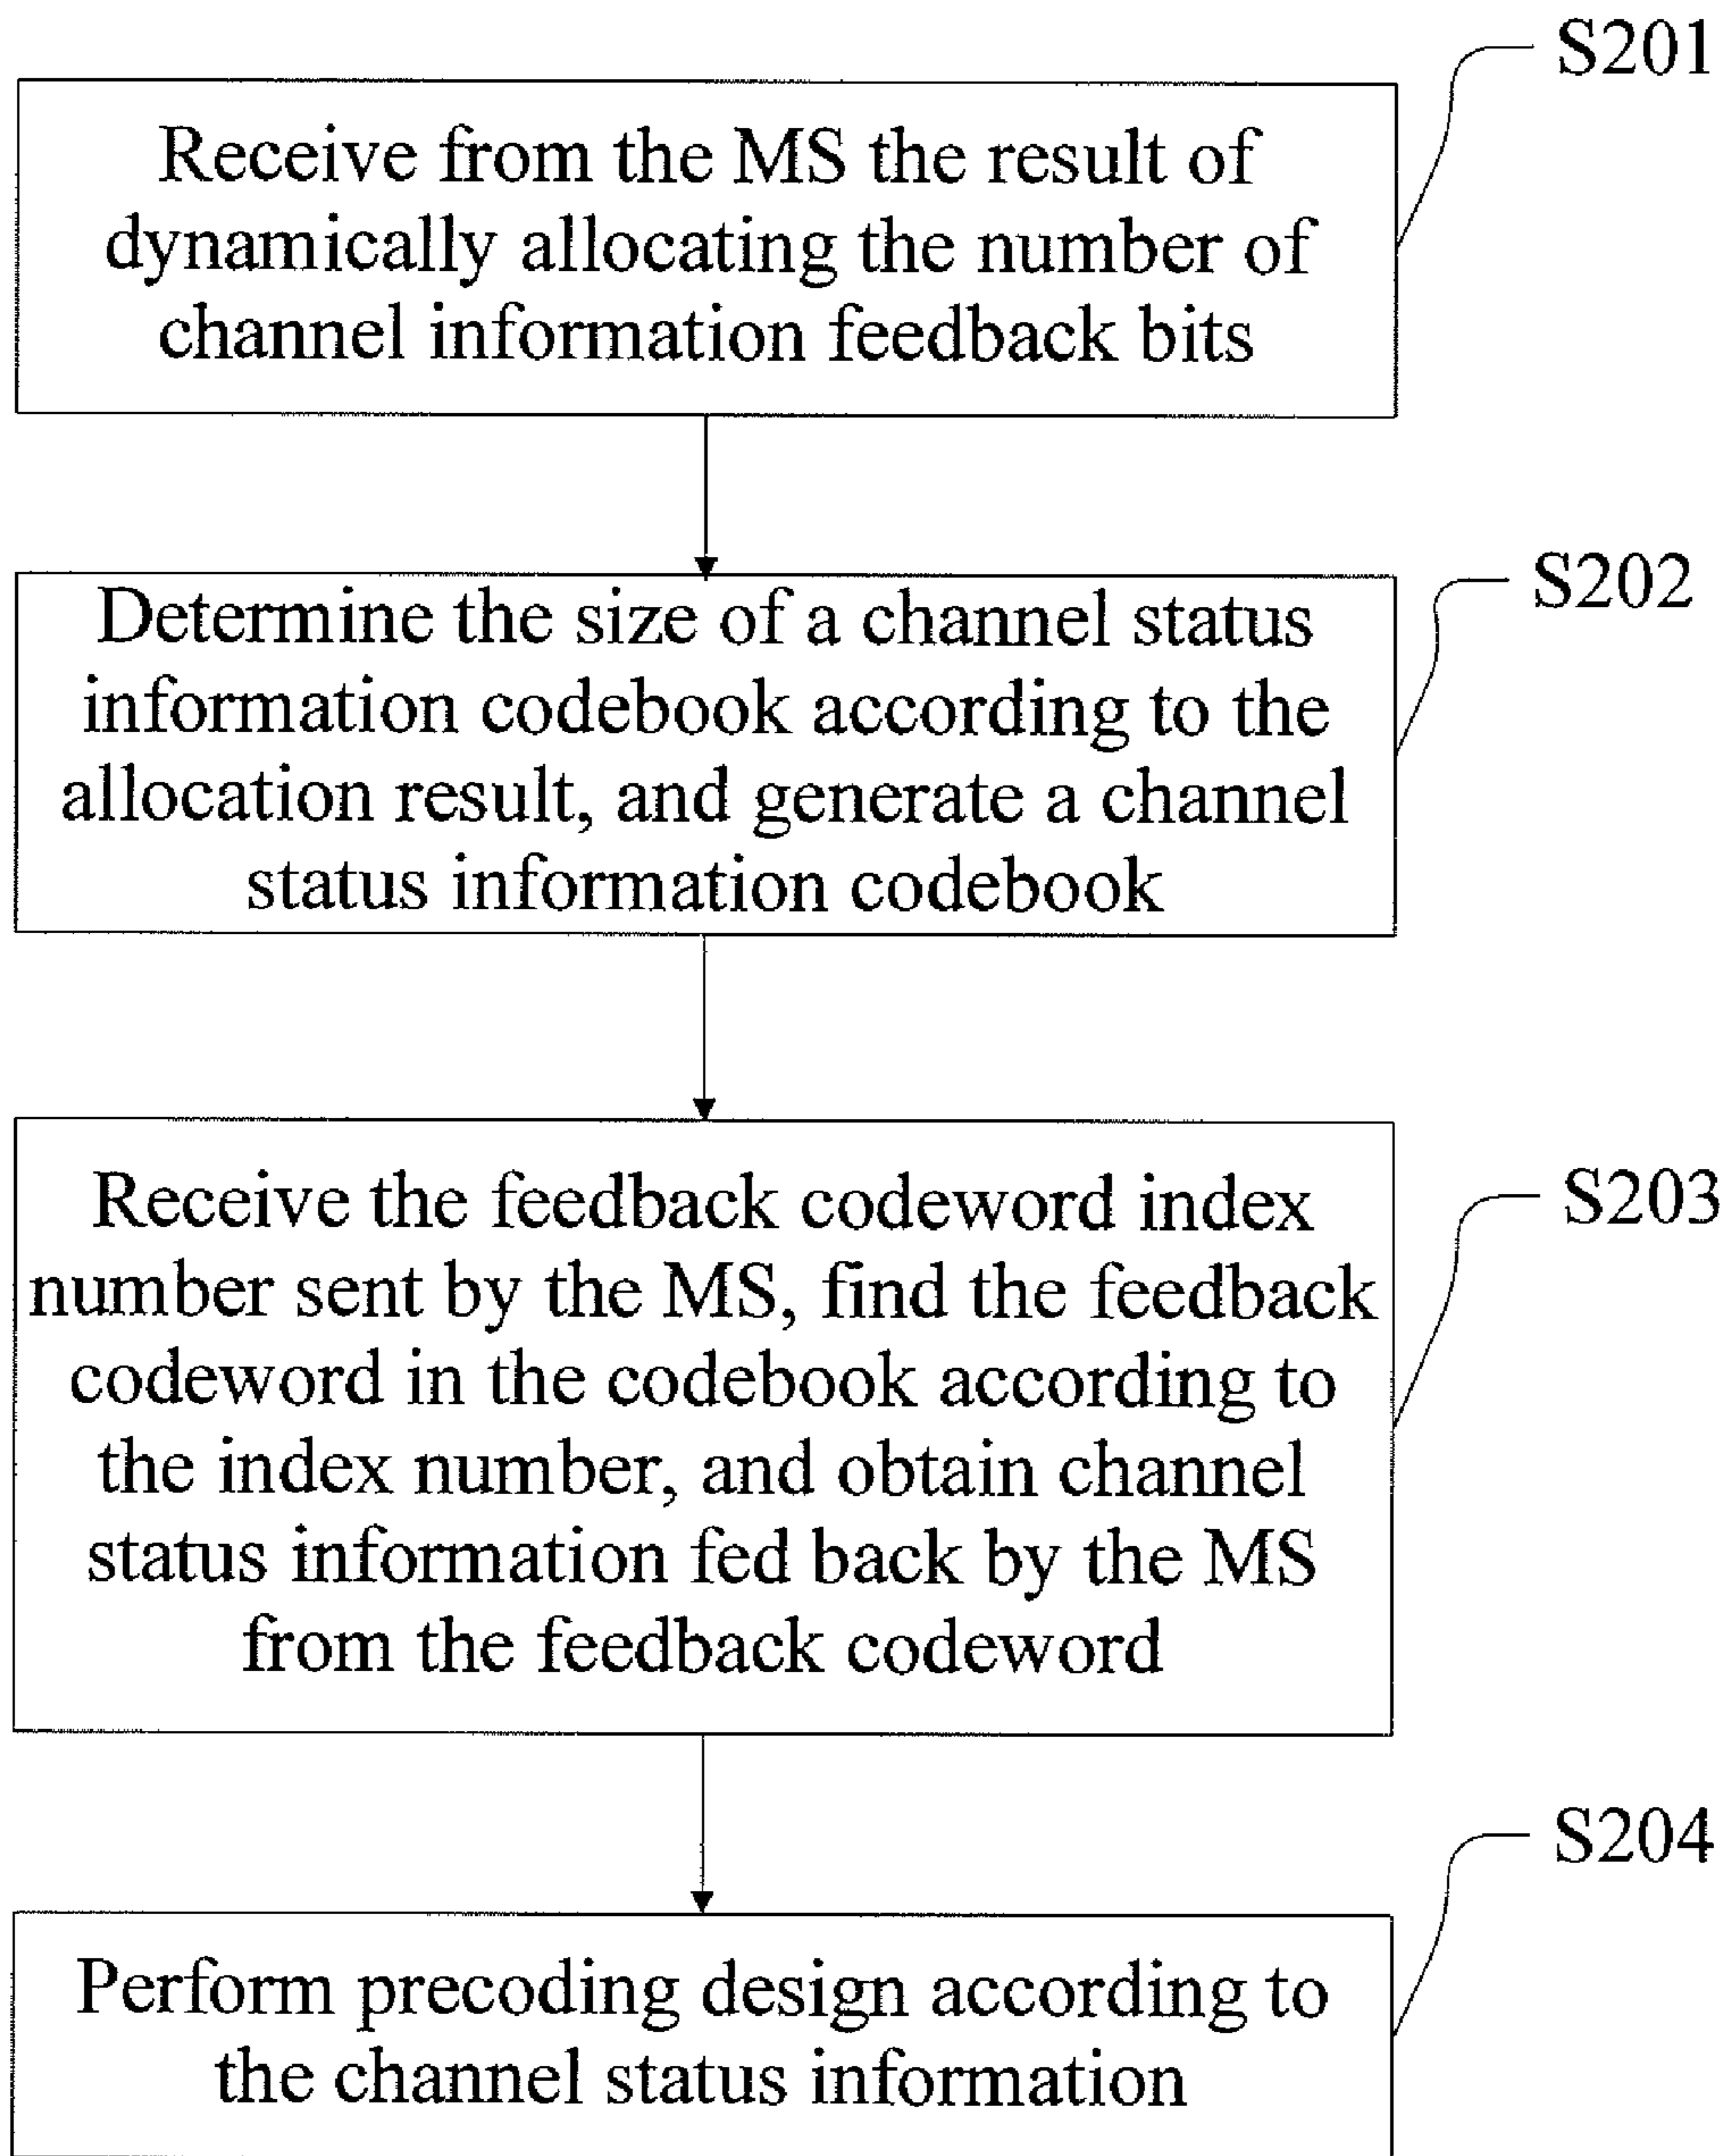 S201
Receive from the MS the result of
dynamically allocating the number of
channel information feedback bits
S202
Determine the size of a channel status
information codebook according to the
allocation result, and generate a channel
status information codebook
S203
Receive the feedback codeword index
number sent by the MS, find the feedback
codeword in the codebook according to
the index number, and obtain channel
status information fed back by the MS
from the feedback codeword
S204
Perform precoding design according to
the channel status information